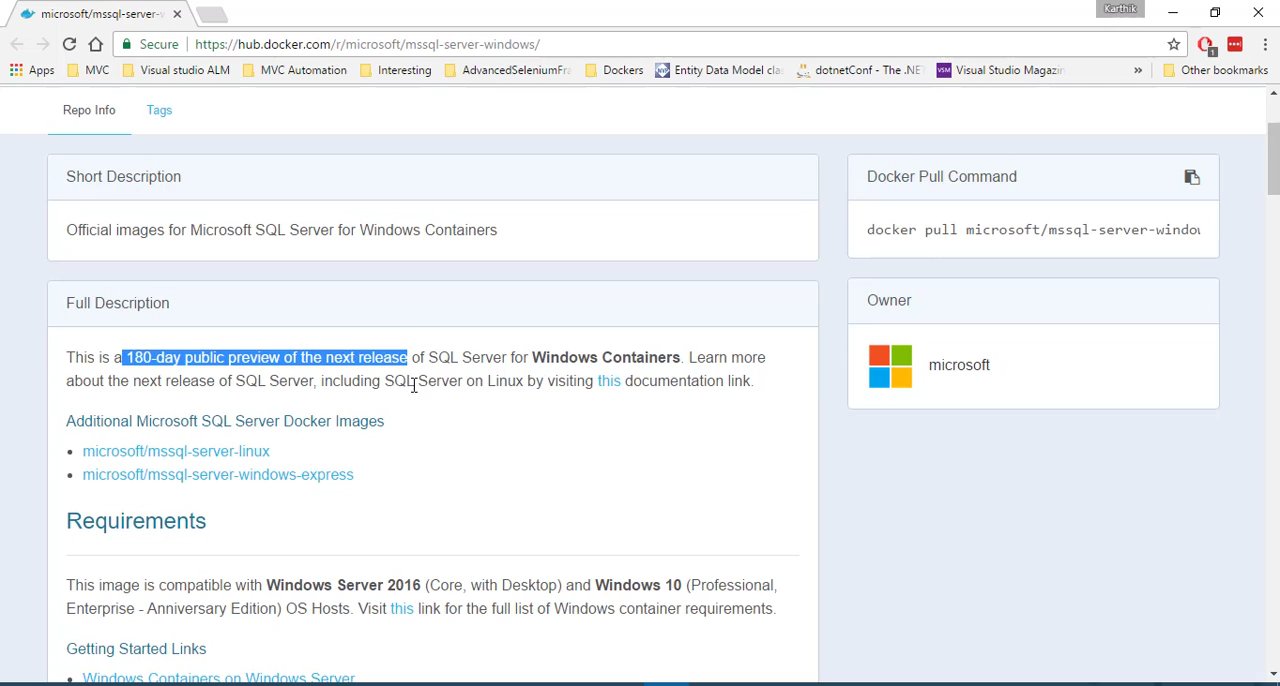 microsoft/mssql-server-w
Karthik
Secure
https://hub.docker.com/r/microsoft/mssql-server-windows/
1
Apps
MVC
Visual studio ALM
MVC Automation
Interesting
AdvancedSeleniumFra
Dockers
Entity Data Model cla
dotnetConf - The .NE
VSM
Visual Studio Magazin
»
Other bookmarks
Repo Info
Tags
Short Description
Official images for Microsoft SQL Server for Windows Containers
Docker Pull Command
docker pull microsoft/mssql-server-window
Full Description
This is a 180-day public preview of the next release of SQL Server for Windows Containers. Learn more
about the next release of SQL Server, including SQL Server on Linux by visiting this documentation link.
Additional Microsoft SQL Server Docker Images
• microsoft/mssql-server-linux
• microsoft/mssql-server-windows-express
Owner
microsoft
Requirements
This image is compatible with Windows Server 2016 (Core, with Desktop) and Windows 10 (Professional,
Enterprise - Anniversary Edition) OS Hosts. Visit this link for the full list of Windows container requirements.
Getting Started Links
• Windows Containers on Windows Server